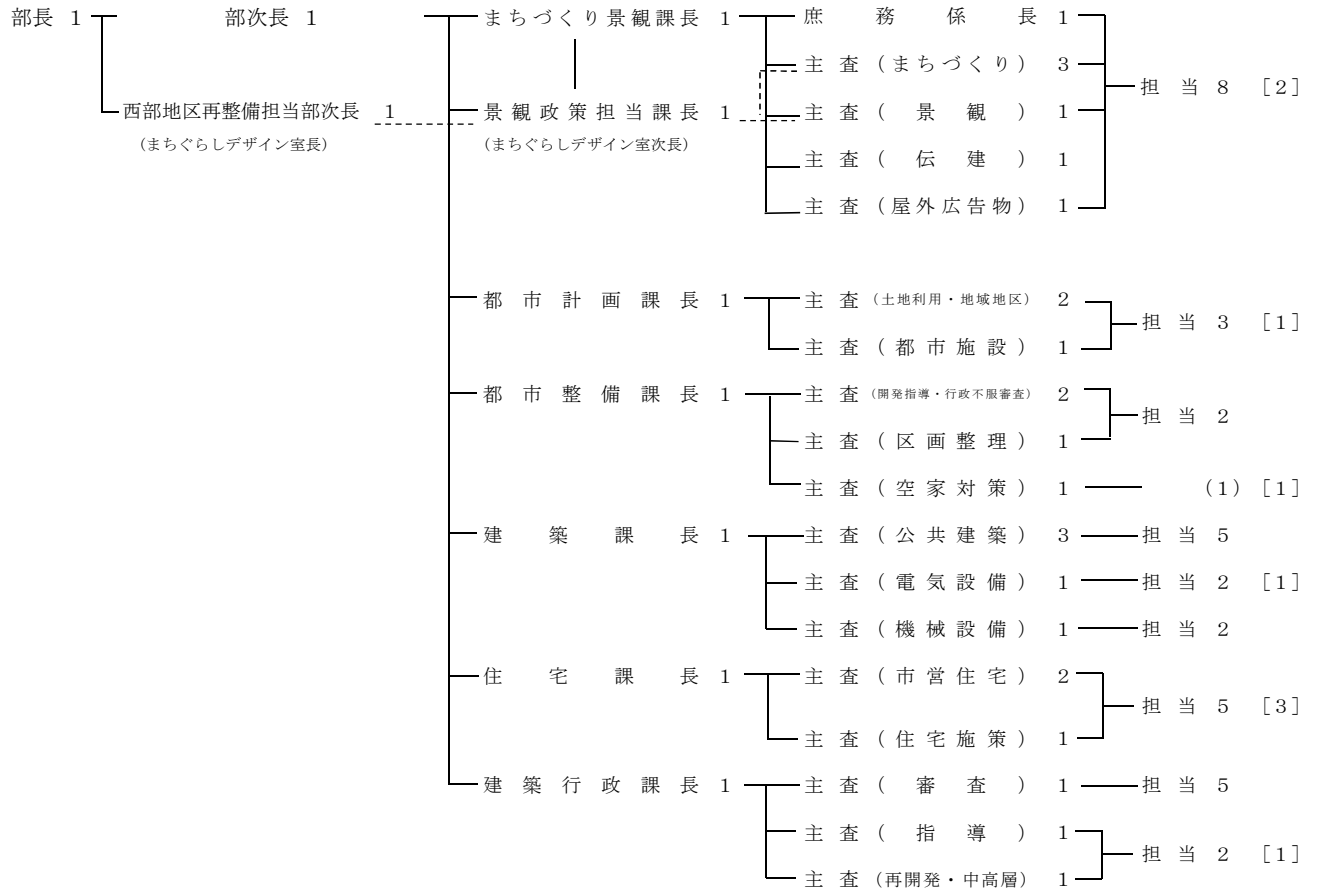 部長 1 部次長 1 まちづくり景観課長 1 庶務係長 1
主査(まちづくり) 3
担当 8 [2]
西部地区再整備担当部次長 1 景観政策担当課長 1 主査(景観) 1
(まちぐらしデザイン室長) (まちぐらしデザイン室次長)
主査(伝建) 1
主査(屋外広告物) 1
都市計画課長 1 主査(土地利用・地域地区) 2
担当 3 [1]
主査(都市施設) 1
都市整備課長 1 主査(開発指導・行政不服審査) 2
担当 2
主査(区画整理) 1
主査(空家対策) 1 (1) [1]
建築課長 1 主査(公共建築) 3 担当 5
主査(電気設備) 1 担当 2 [1]
主査(機械設備) 1 担当 2
住宅課長 1 主査(市営住宅) 2
担当 5 [3]
主査(住宅施策) 1
建築行政課長 1 主査(審査) 1 担当 5
主査(指導) 1
担当 2 [1]
主査(再開発・中高層) 1